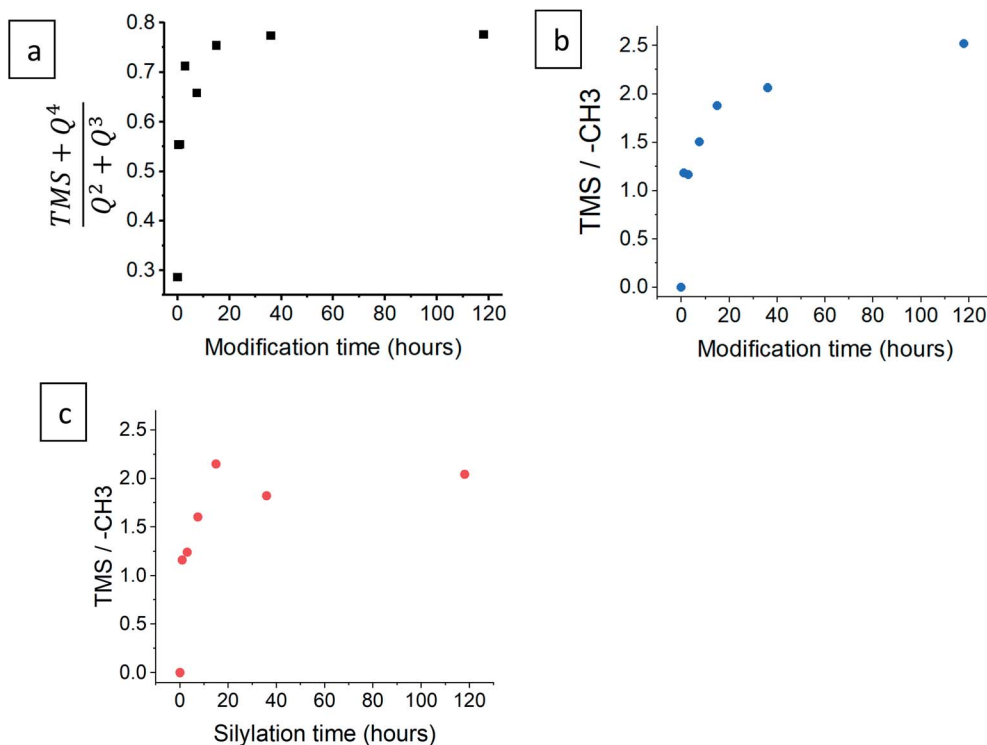 a
0.8
0.7
0.6
0.5
0.4
0.3
TMS + Q⁴
Q² + Q³
0 20 40 60 80 100 120
Modification time (hours)
b
2.5
2.0
1.5
1.0
0.5
0.0
TMS / -CH3
0 20 40 60 80 100 120
Modification time (hours)
c
2.5
2.0
1.5
1.0
0.5
0.0
TMS / -CH3
0 20 40 60 80 100 120
Silylation time (hours)